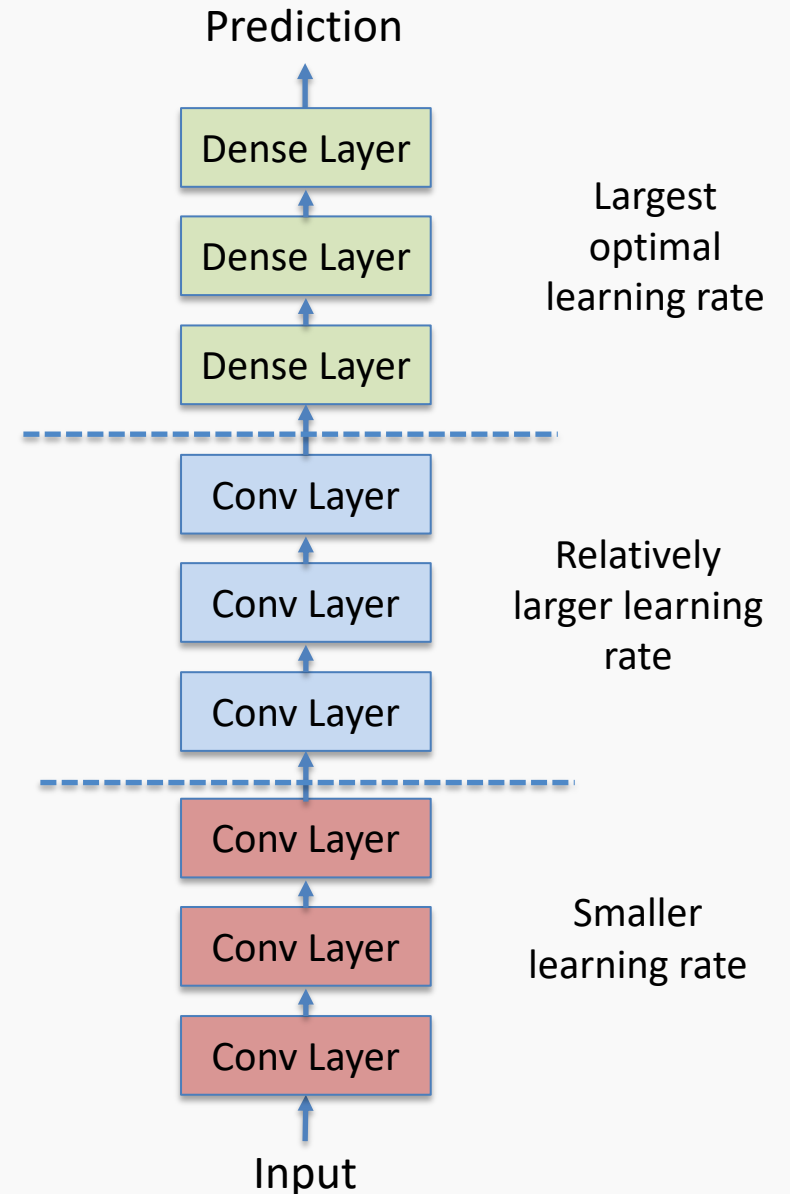 Prediction
Dense Layer
Dense Layer
Dense Layer
Largest
optimal
learning rate
Conv Layer
Conv Layer
Conv Layer
Relatively
larger learning
rate
Conv Layer
Conv Layer
Conv Layer
Smaller
learning rate
Input